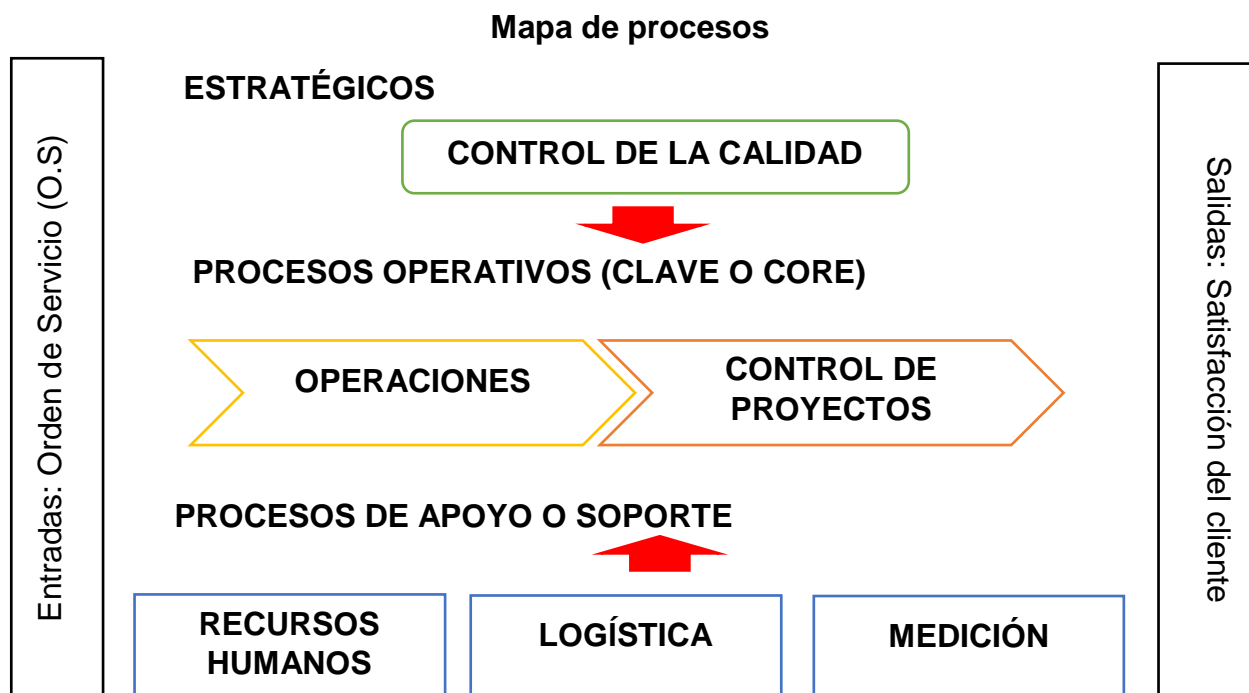 Mapa de procesos
Entradas: Orden de Servicio (O.S)
ESTRATÉGICOS
CONTROL DE LA CALIDAD
PROCESOS OPERATIVOS (CLAVE O CORE)
OPERACIONES
CONTROL DE
PROYECTOS
PROCESOS DE APOYO O SOPORTE
RECURSOS
HUMANOS
LOGÍSTICA
MEDICIÓN
Salidas: Satisfacción del cliente